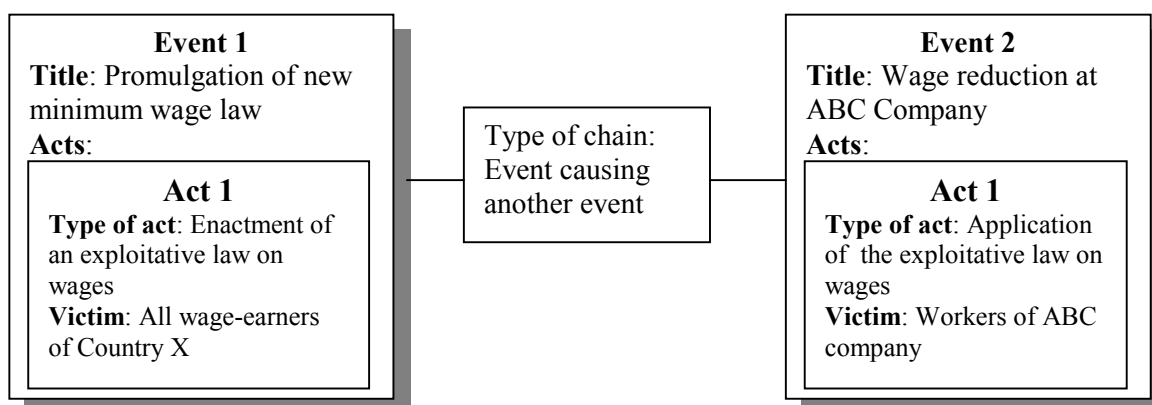 Event 1
Title: Promulgation of new
minimum wage law
Acts:
Act 1
Type of act: Enactment of
an exploitative law on
wages
Victim: All wage-earners
of Country X
Type of chain:
Event causing
another event
Event 2
Title: Wage reduction at
ABC Company
Acts:
Act 1
Type of act: Application
of the exploitative law on
wages
Victim: Workers of ABC
company